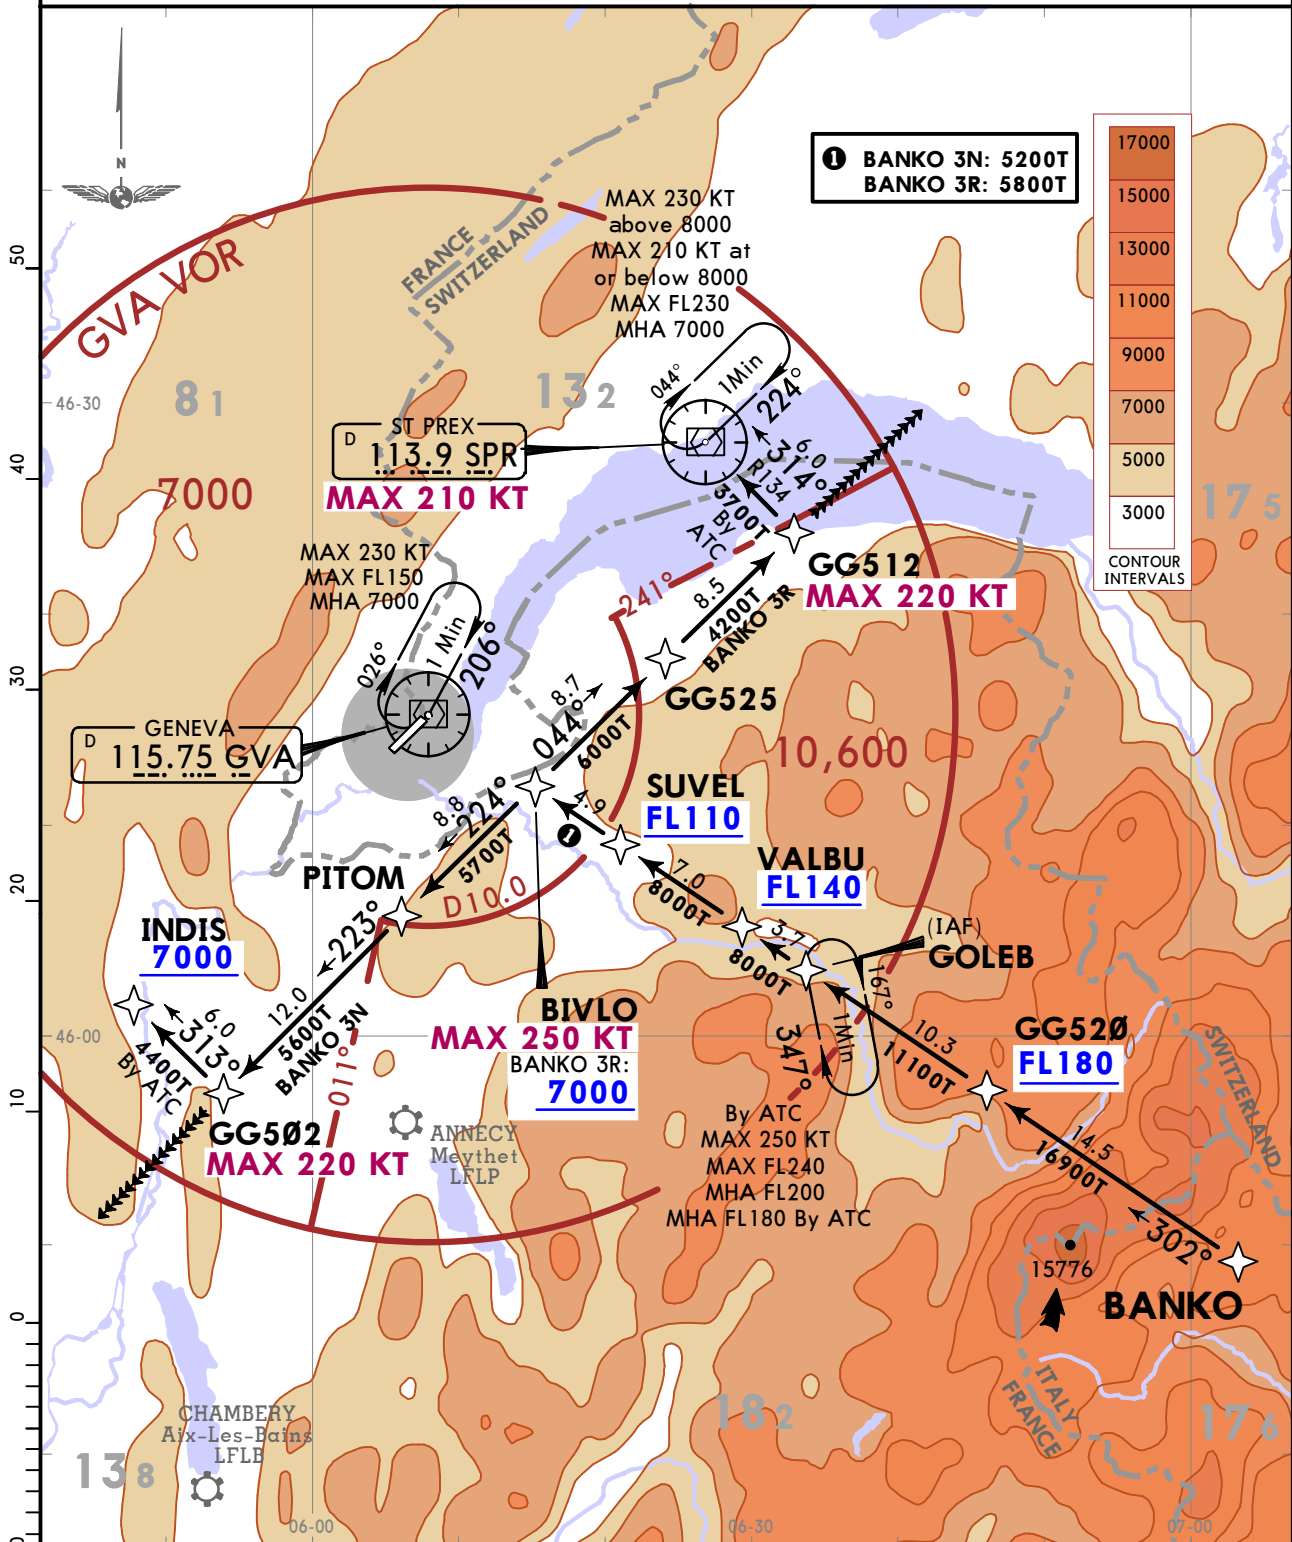 17000
15000
13000
11000
9000
7000
5000
3000
CONTOUR
INTERVALS
❶ BANKO 3N: 5200T
BANKO 3R: 5800T
N
GVA VOR
FRANCE
SWITZERLAND
MAX 230 KT
above 8000
MAX 210 KT at
or below 8000
MAX FL230
MHA 7000
50
46-30
81
132
175
044°
1Min
224°
ST PREX
D 113.9 SPR
MAX 210 KT
40
7000
6.0
314°
R134
3700T
By
ATC
GG512
MAX 220 KT
241°
8.5
4200T
BANKO 3R
MAX 230 KT
MAX FL150
MHA 7000
026°
1 Min
206°
30
GG525
GENEVA
D 115.75 GVA
8.7
044°
6000T
10,600
SUVEL
FL110
4.9
❶
8.8
224°
5700T
VALBU
FL140
7.0
8000T
20
PITOM
D10.0
INDIS
7000
223°
12.0
5600T
BANKO 3N
3.7
8000T
(IAF)
GOLEB
167°
1Min
347°
BIVLO
MAX 250 KT
BANKO 3R:
7000
46-00
6.0
313°
4400T
By ATC
011°
10.3
11100T
GG52Ø
FL180
SWITZERLAND
10
GG5Ø2
MAX 220 KT
ANNECY
Meythet
LFLP
By ATC
MAX 250 KT
MAX FL240
MHA FL200
MHA FL180 By ATC
14.5
16900T
302°
15776
BANKO
0
ITALY
FRANCE
CHAMBERY
Aix-Les-Bains
LFLB
138
182
176
06-00
06-30
07-00